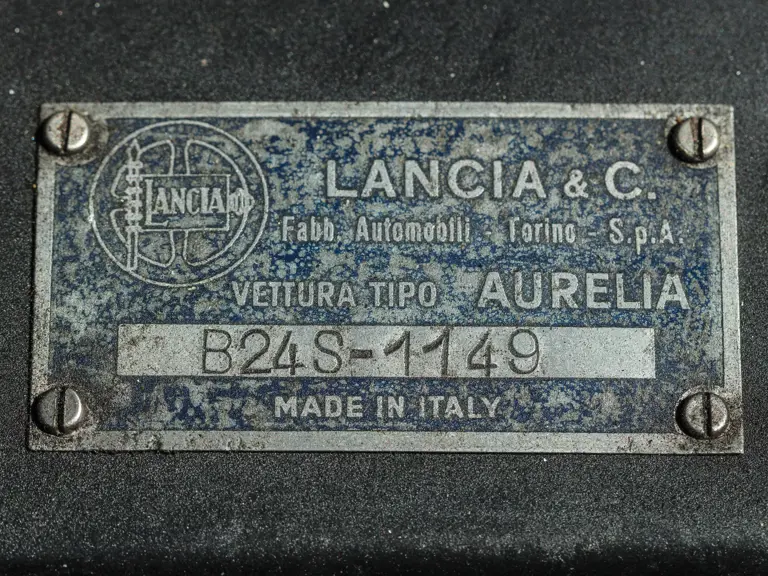 LANCIA
LANCIA & C.
Fabb. Automobili - Torino - S.p.A.
VETTURA TIPO AURELIA
B24S-1149
MADE IN ITALY